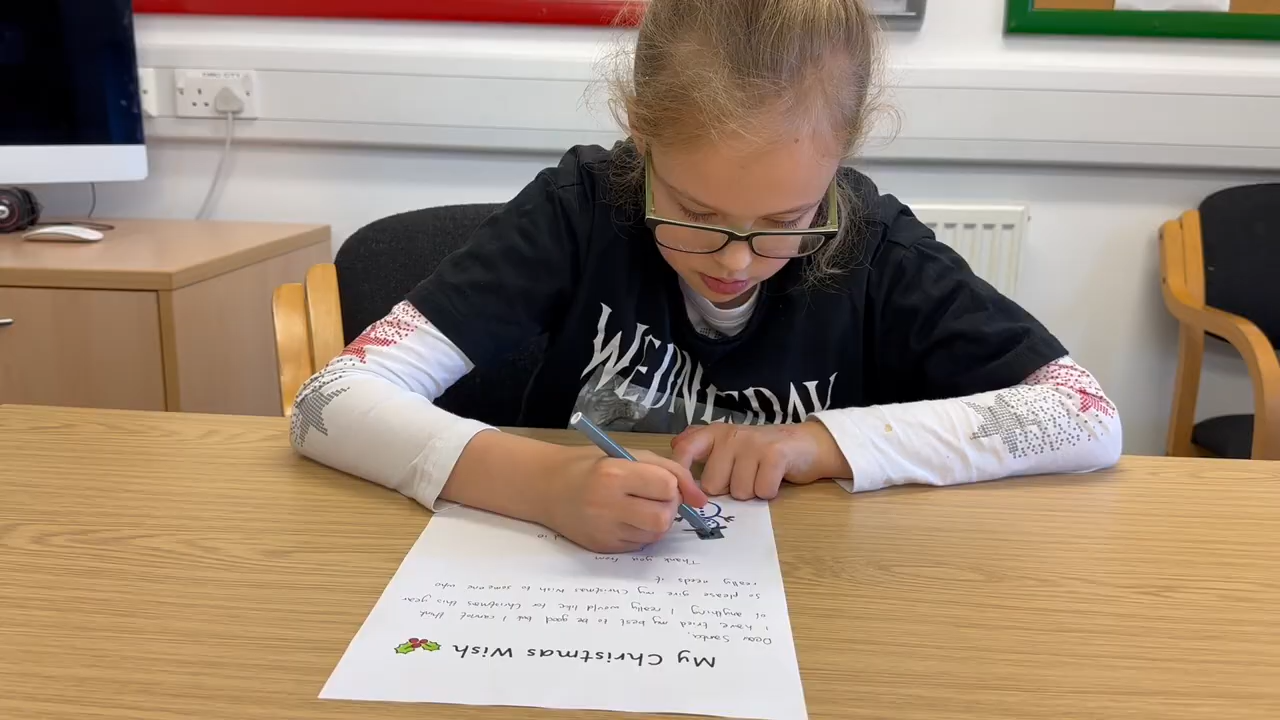 WEDNESDAY
My Christmas Wish
Dear Santa,
I have tried my best to be good but I cannot think
of anything I really would like for Christmas this year
So please give my Christmas Wish to someone who
really needs it
Thank you from